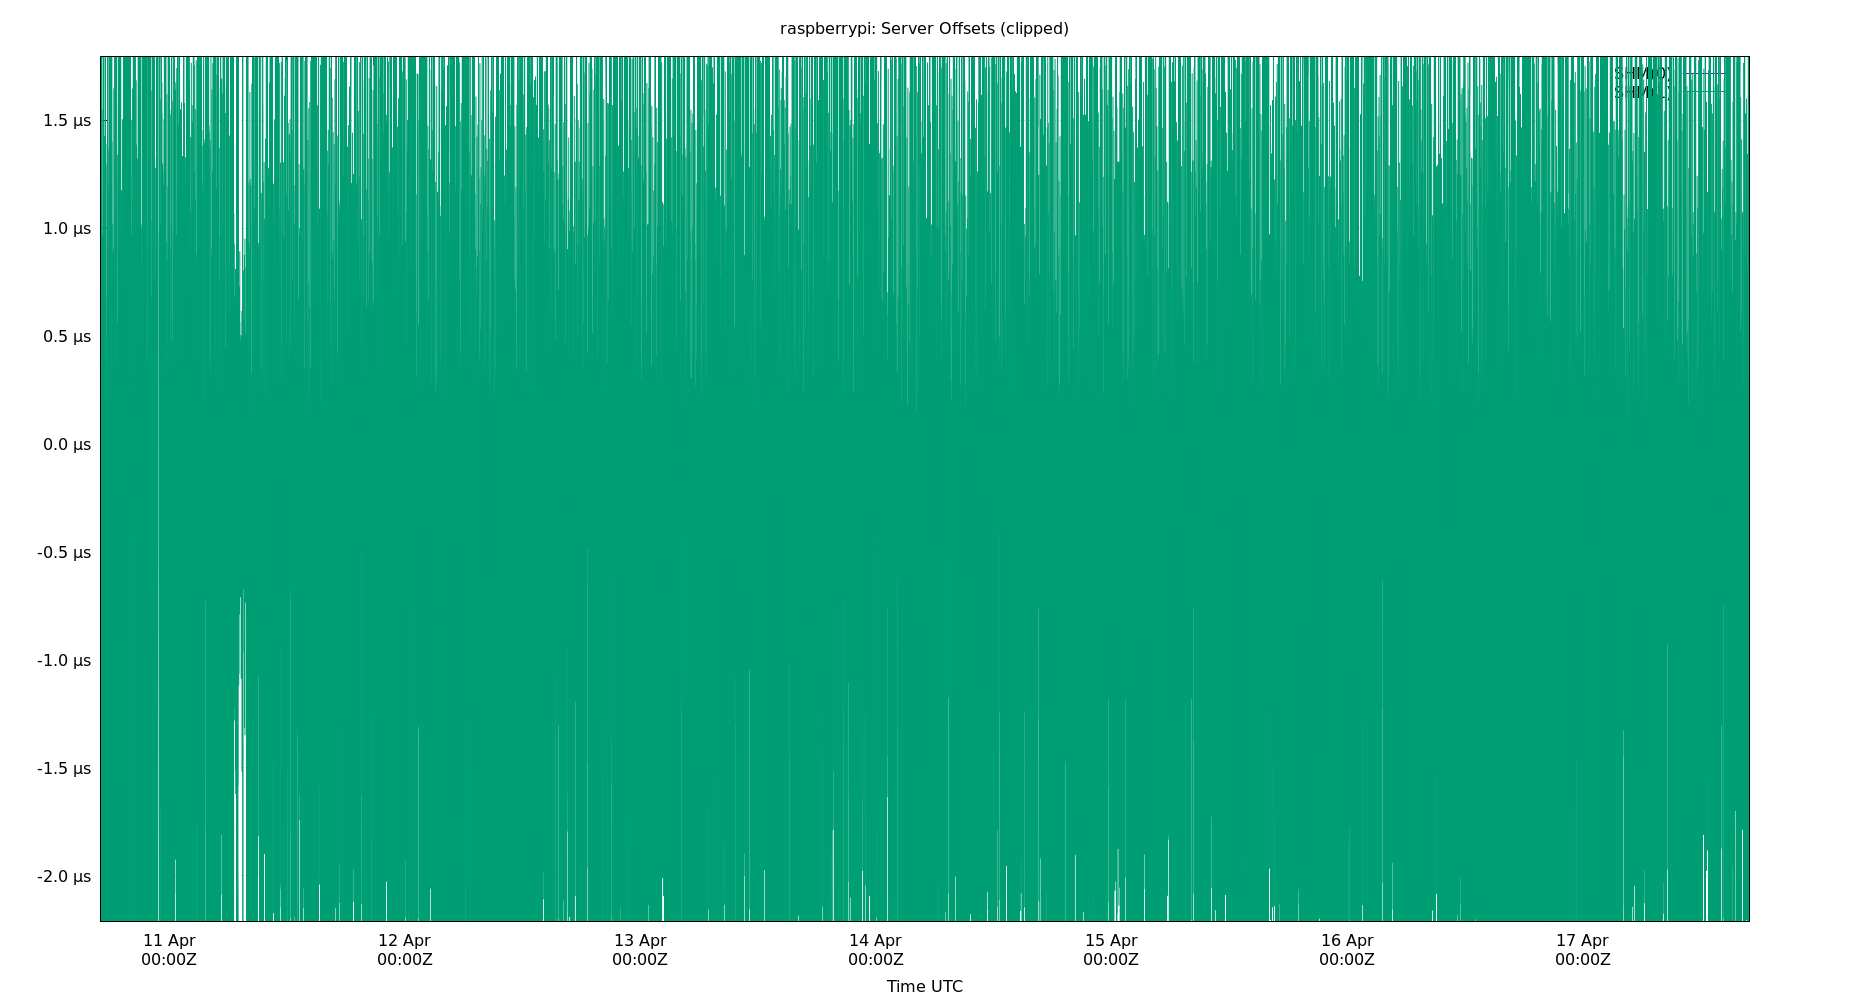 raspberrypi: Server Offsets (clipped)
SHM(0)
1.5 µs
1.0 µs
0.5 µs
0.0 µs
-0.5 µs
-1.0 µs
-1.5 µs
-2.0 µs
11 Apr 12 Apr 13 Apr 14 Apr 15 Apr 16 Apr 17 Apr
00:00Z 00:00Z 00:00Z 00:00Z 00:00Z 00:00Z 00:00Z
Time UTC